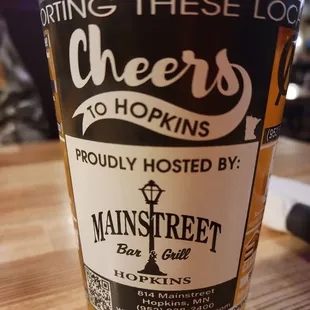 ORTING THESE LOC
Cheers
TO HOPKINS
PROUDLY HOSTED BY:
MAINSTREET
Bar & Grill
HOPKINS
814 Mainstreet
Hopkins, MN